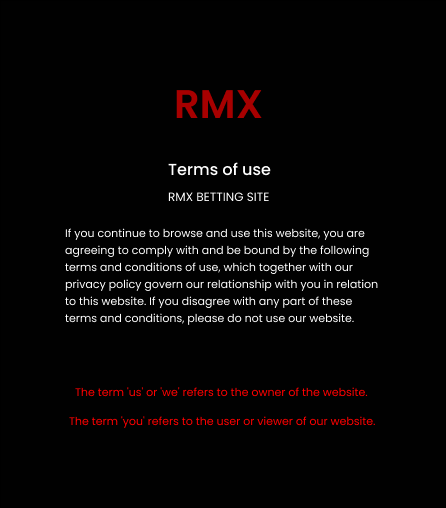 RMX
Terms of use
RMX BETTING SITE
If you continue to browse and use this website, you are
agreeing to comply with and be bound by the following
terms and conditions of use, which together with our
privacy policy govern our relationship with you in relation
to this website. If you disagree with any part of these
terms and conditions, please do not use our website.
The term 'us' or 'we' refers to the owner of the website.
The term 'you' refers to the user or viewer of our website.